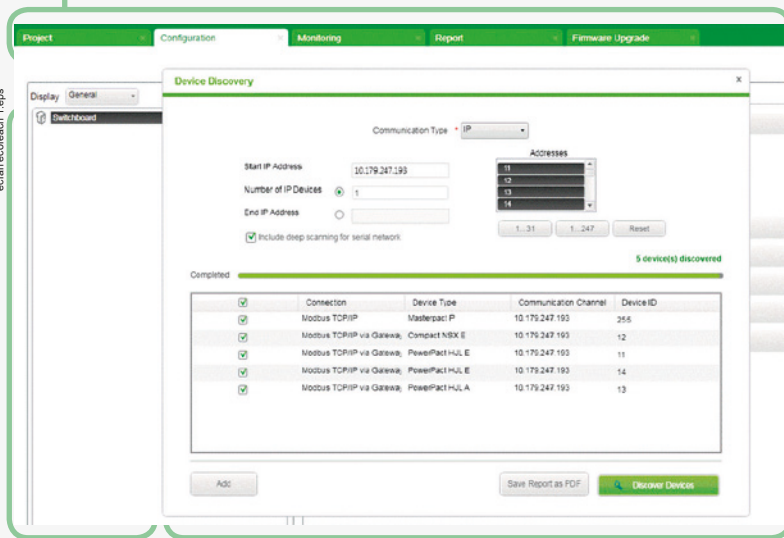 Project Configuration Monitoring Report Firmware Upgrade
Device Discovery x
Display General
Switchboard
Communication Type * IP
Addresses
Start IP Address 10.179.247.193
11
12
13
14
Number of IP Devices 1
End IP Address
1...31 1...247 Reset
Include deep scanning for serial network
5 device(s) discovered
Completed
Connection Device Type Communication Channel Device ID
Modbus TCP/IP Masterpact P 10.179.247.193 255
Modbus TCP/IP via Gateway Compact NSX E 10.179.247.193 12
Modbus TCP/IP via Gateway PowerPact HJL E 10.179.247.193 11
Modbus TCP/IP via Gateway PowerPact HJL E 10.179.247.193 14
Modbus TCP/IP via Gateway PowerPact HJL A 10.179.247.193 13
Add Save Report as PDF Discover Devices